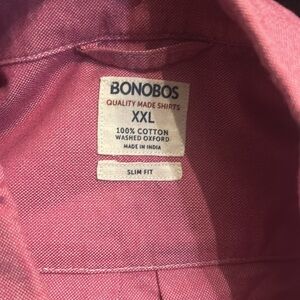 BONOBOS
QUALITY MADE SHIRTS
XXL
100% COTTON
WASHED OXFORD
MADE IN INDIA
SLIM FIT